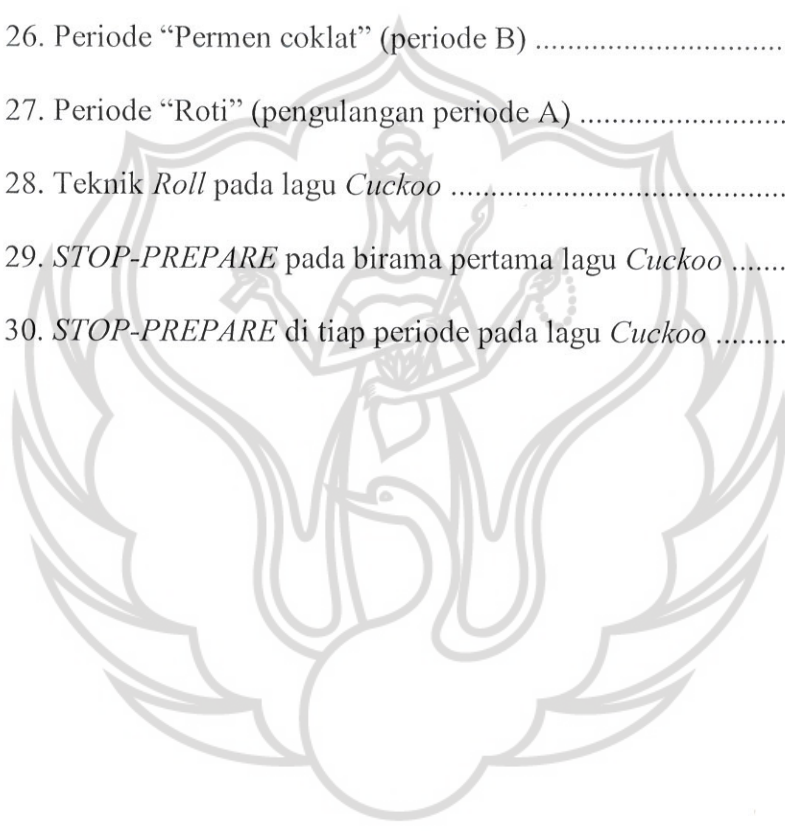 26. Periode “Permen coklat” (periode B) ..............................
27. Periode “Roti” (pengulangan periode A) .........................
28. Teknik Roll pada lagu Cuckoo .........................................
29. STOP-PREPARE pada birama pertama lagu Cuckoo .......
30. STOP-PREPARE di tiap periode pada lagu Cuckoo .........